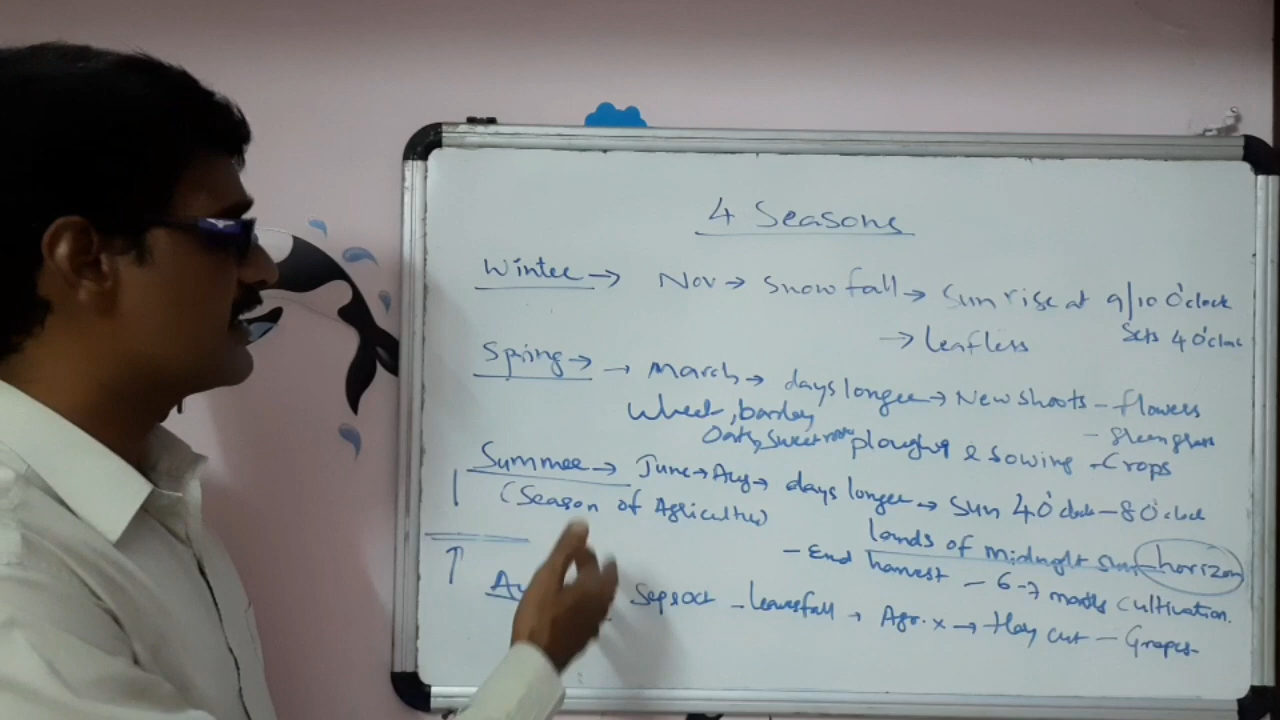 4 Seasons
Winter → Nov → Snow fall → Sun rise at 9/10 O'clock
→ leafless Sets 4 O'cloc
Spring → → March → days longer → New shoots - flowers
Wheat, barley - Green grass
Oats, Sweet ploughing & Sowing - Crops
Summer → June → Aug → days longer → Sun 4 O'clock - 8 O'clock
(Season of Agriculture)
lands of midnight sun horizon
- End harvest - 6-7 months cultivation.
Au Sep oct - leaves fall → Agr. x → Hay cut - Grapes